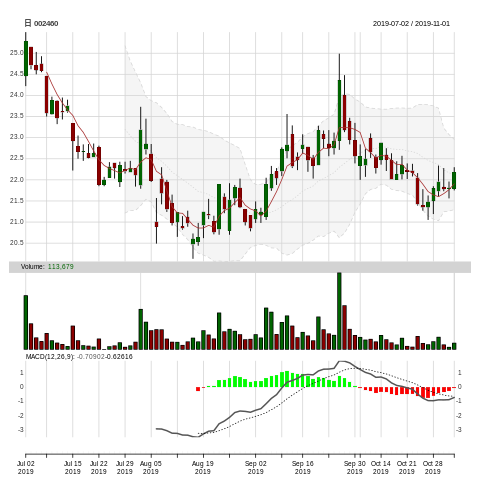 日 002460
2019-07-02 / 2019-11-01
25.0
24.5
24.0
23.5
23.0
22.5
22.0
21.5
21.0
20.5
Volume: 113,679
MACD(12,26,9): -0.70902-0.62616
1 1
0 0
-1 -1
-2 -2
-3 -3
Jul 02 Jul 15 Jul 22 Jul 29 Aug 05 Aug 19 Sep 02 Sep 16 Sep 30 Oct 14 Oct 21 Oct 28
2019 2019 2019 2019 2019 2019 2019 2019 2019 2019 2019 2019